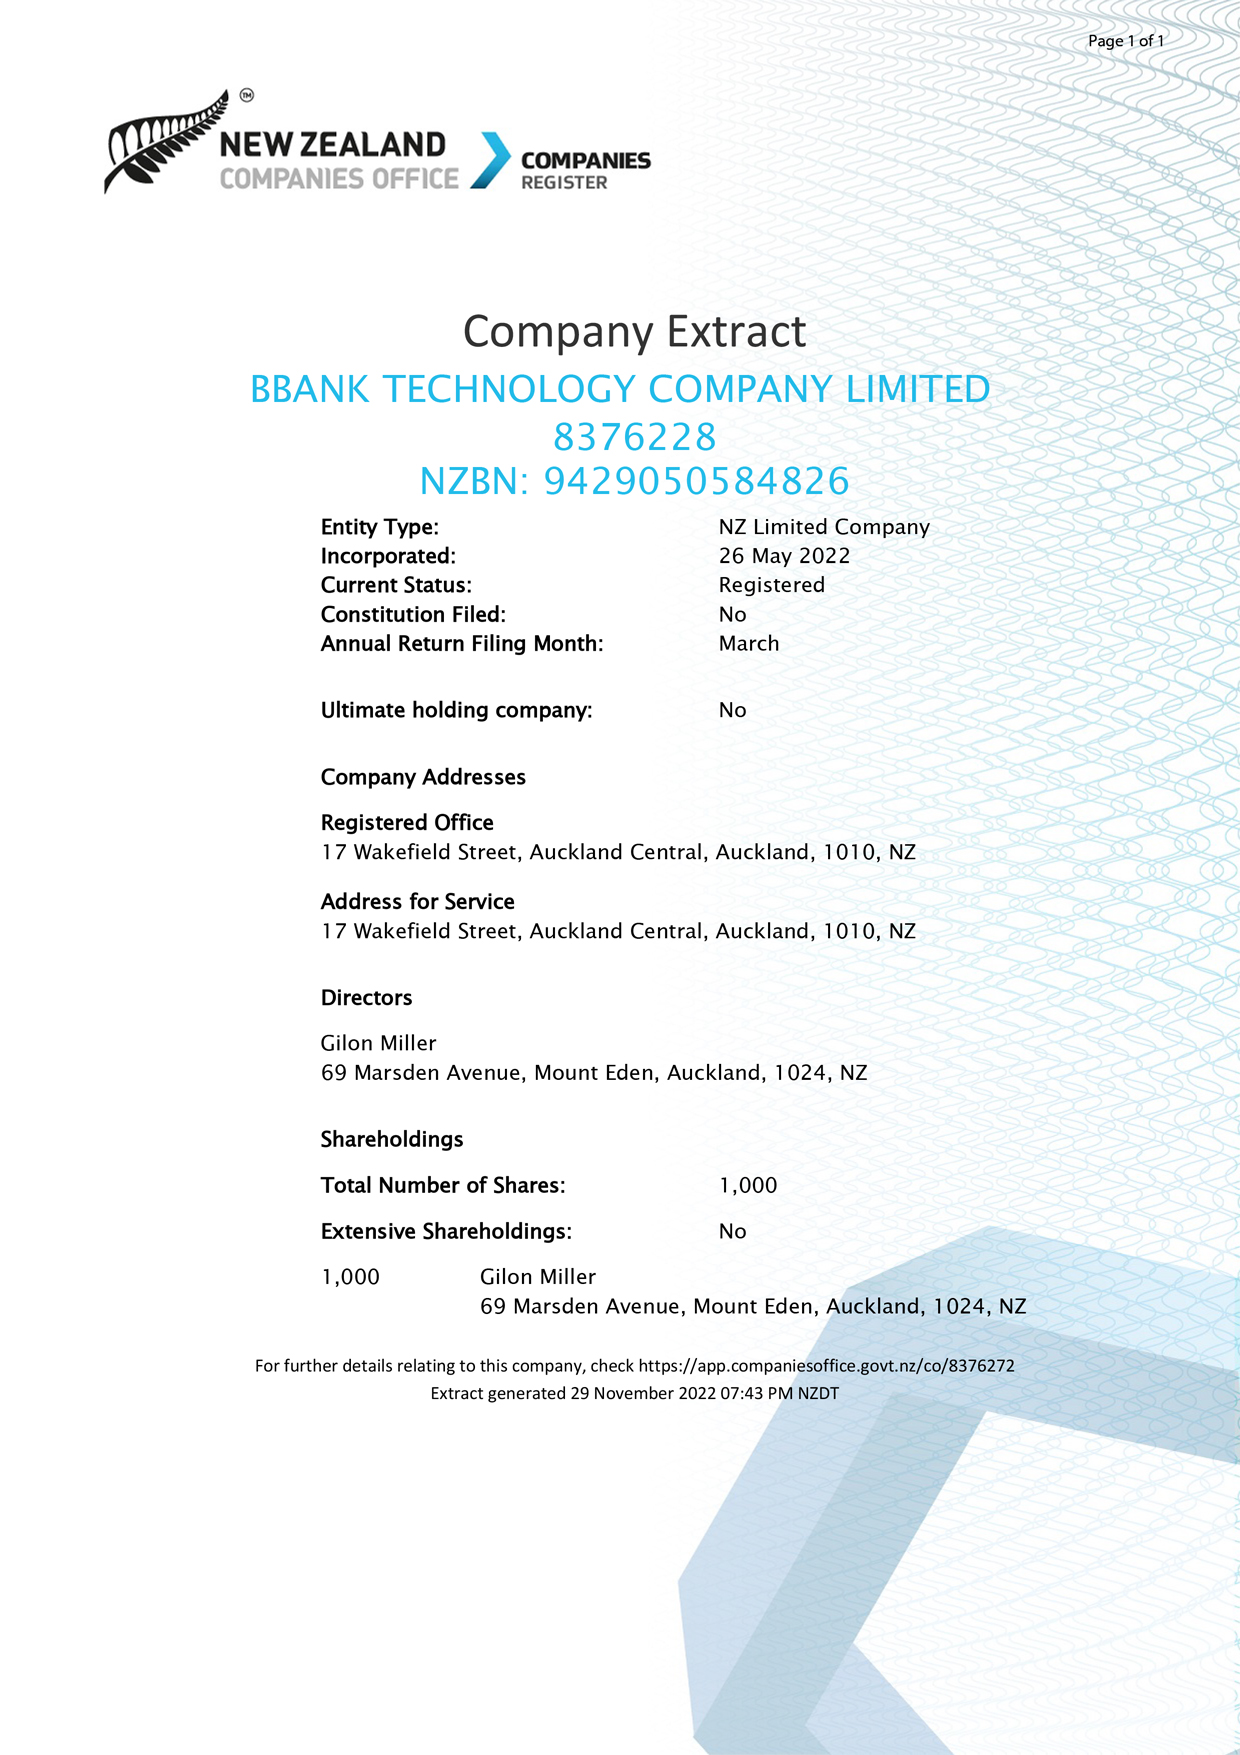 Page 1 of 1
TM
NEW ZEALAND
COMPANIES OFFICE
COMPANIES
REGISTER
Company Extract
BBANK TECHNOLOGY COMPANY LIMITED
8376228
NZBN: 9429050584826
Entity Type: NZ Limited Company
Incorporated: 26 May 2022
Current Status: Registered
Constitution Filed: No
Annual Return Filing Month: March
Ultimate holding company: No
Company Addresses
Registered Office
17 Wakefield Street, Auckland Central, Auckland, 1010, NZ
Address for Service
17 Wakefield Street, Auckland Central, Auckland, 1010, NZ
Directors
Gilon Miller
69 Marsden Avenue, Mount Eden, Auckland, 1024, NZ
Shareholdings
Total Number of Shares: 1,000
Extensive Shareholdings: No
1,000 Gilon Miller
69 Marsden Avenue, Mount Eden, Auckland, 1024, NZ
For further details relating to this company, check https://app.companiesoffice.govt.nz/co/8376272
Extract generated 29 November 2022 07:43 PM NZDT